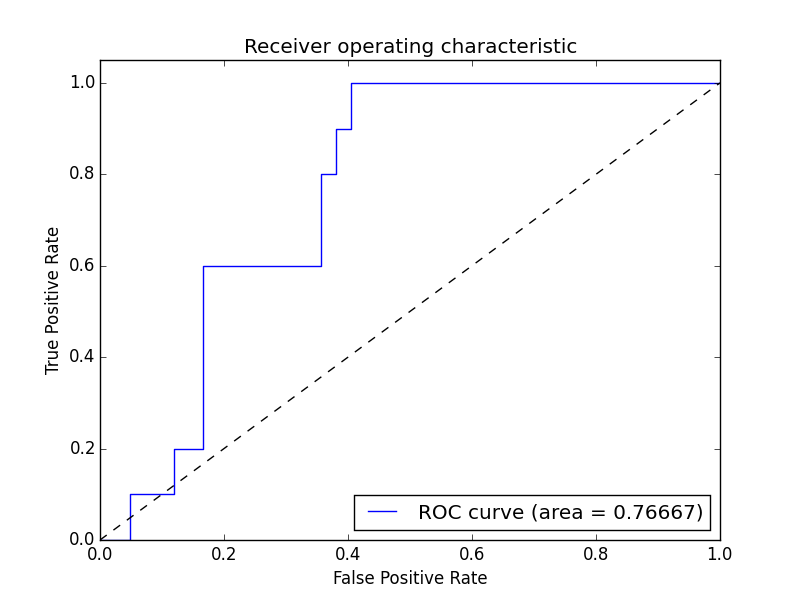 Receiver operating characteristic
1.0
0.8
0.6
0.4
0.2
0.0
True Positive Rate
ROC curve (area = 0.76667)
0.0 0.2 0.4 0.6 0.8 1.0
False Positive Rate